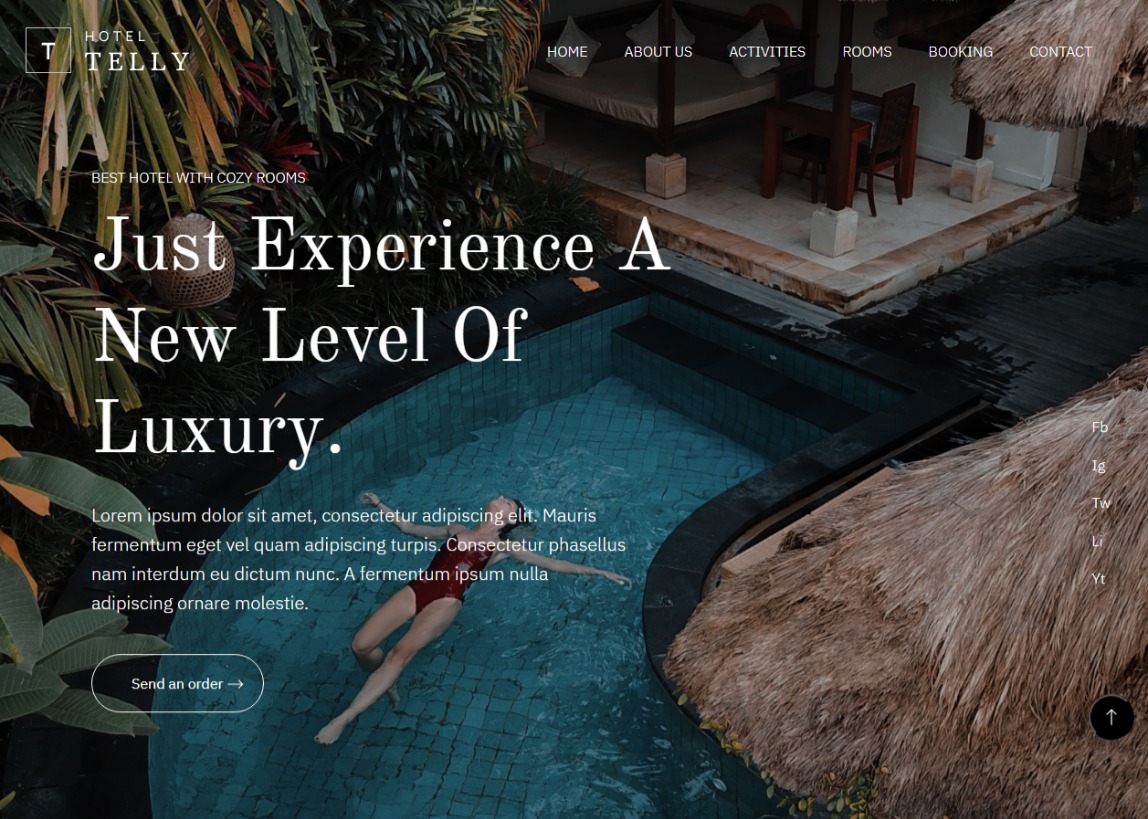 T
HOTEL
TELLY
HOME ABOUT US ACTIVITIES ROOMS BOOKING CONTACT
BEST HOTEL WITH COZY ROOMS
Just Experience A
New Level Of
Luxury.
Lorem ipsum dolor sit amet, consectetur adipiscing elit. Mauris
fermentum eget vel quam adipiscing turpis. Consectetur phasellus
nam interdum eu dictum nunc. A fermentum ipsum nulla
adipiscing ornare molestie.
Send an order →
Fb
Ig
Tw
Li
Yt
↑